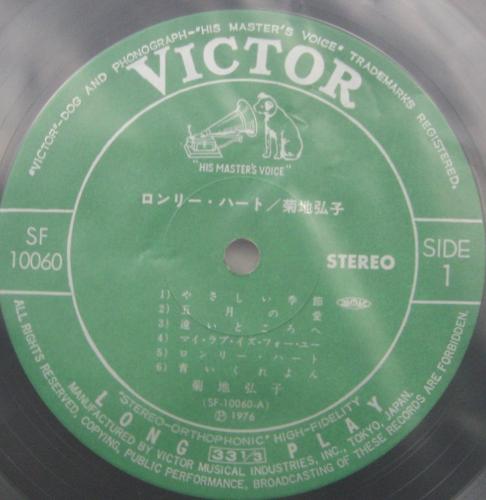 "VICTOR"-DOG AND PHONOGRAPH-"HIS MASTER'S VOICE" TRADEMARKS REGISTERED.
VICTOR
"HIS MASTER'S VOICE"
ロンリー・ハート/菊地弘子
SF
10060
STEREO
SIDE
1
1) やさしい季節
2) 五月の愛
3) 遠いところへ
4) マイ・ラブ・イズ・フォー・ユー
5) ロンリー・ハート
6) 青いくれよん
菊地弘子
(SF-10060-A)
Ⓟ 1976
"STEREO-ORTHOPHONIC" HIGH-FIDELITY
LONG 33 1/3 PLAY
MANUFACTURED BY VICTOR MUSICAL INDUSTRIES, INC., TOKYO, JAPAN.
ALL RIGHTS RESERVED, COPYING, PUBLIC PERFORMANCE, BROADCASTING OF THESE RECORDS ARE FORBIDDEN.